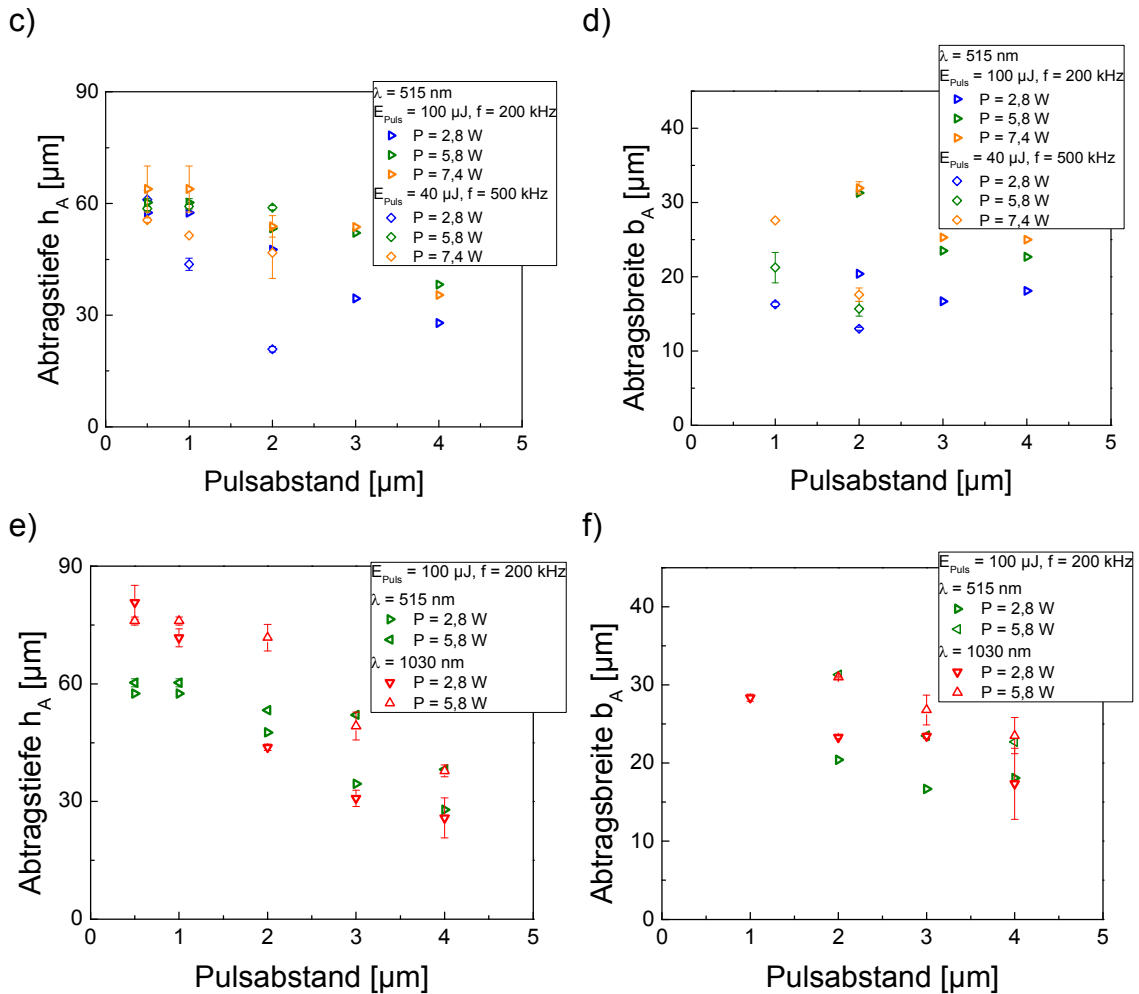 c)
90
60
30
0
0
1
2
3
4
5
Abtragstiefe h_A [µm]
Pulsabstand [µm]
λ = 515 nm
E_Puls = 100 µJ, f = 200 kHz
P = 2,8 W
P = 5,8 W
P = 7,4 W
E_Puls = 40 µJ, f = 500 kHz
P = 2,8 W
P = 5,8 W
P = 7,4 W
d)
40
30
20
10
0
0
1
2
3
4
5
Abtragsbreite b_A [µm]
Pulsabstand [µm]
λ = 515 nm
E_Puls = 100 µJ, f = 200 kHz
P = 2,8 W
P = 5,8 W
P = 7,4 W
E_Puls = 40 µJ, f = 500 kHz
P = 2,8 W
P = 5,8 W
P = 7,4 W
e)
90
60
30
0
0
1
2
3
4
5
Abtragstiefe h_A [µm]
Pulsabstand [µm]
E_Puls = 100 µJ, f = 200 kHz
λ = 515 nm
P = 2,8 W
P = 5,8 W
λ = 1030 nm
P = 2,8 W
P = 5,8 W
f)
40
30
20
10
0
0
1
2
3
4
5
Abtragsbreite b_A [µm]
Pulsabstand [µm]
E_Puls = 100 µJ, f = 200 kHz
λ = 515 nm
P = 2,8 W
P = 5,8 W
λ = 1030 nm
P = 2,8 W
P = 5,8 W